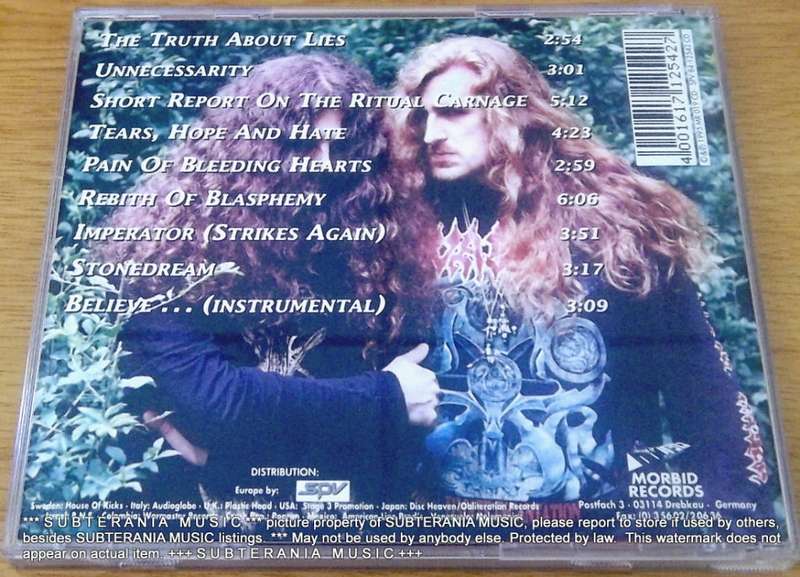 The Truth About Lies 2:54
Unnecessarity 3:01
Short Report On The Ritual Carnage 5:12
Tears, Hope And Hate 4:23
Pain Of Bleeding Hearts 2:59
Rebith Of Blasphemy 6:06
Imperator (Strikes Again) 3:51
Stonedream 3:17
Believe ... (instrumental) 3:09
4 001617 112542
DISTRIBUTION:
Europe by: SPV
MORBID
RECORDS
Sweden: House Of Kicks - Italy: Audioglobe - U.K.: Plastic Head - USA: Stage 3 Promotion - Japan: Disc Heaven/Obliteration Records
Postfach 3 · 03114 Drebkau · Germany
Fax: (0) 35602/2062
*** S U B T E R A N I A M U S I C *** picture property of SUBTERANIA MUSIC, please report to store if used by others,
besides SUBTERANIA MUSIC listings. *** May not be used by anybody else. Protected by law. This watermark does not
appear on actual item. +++ S U B T E R A N I A M U S I C +++